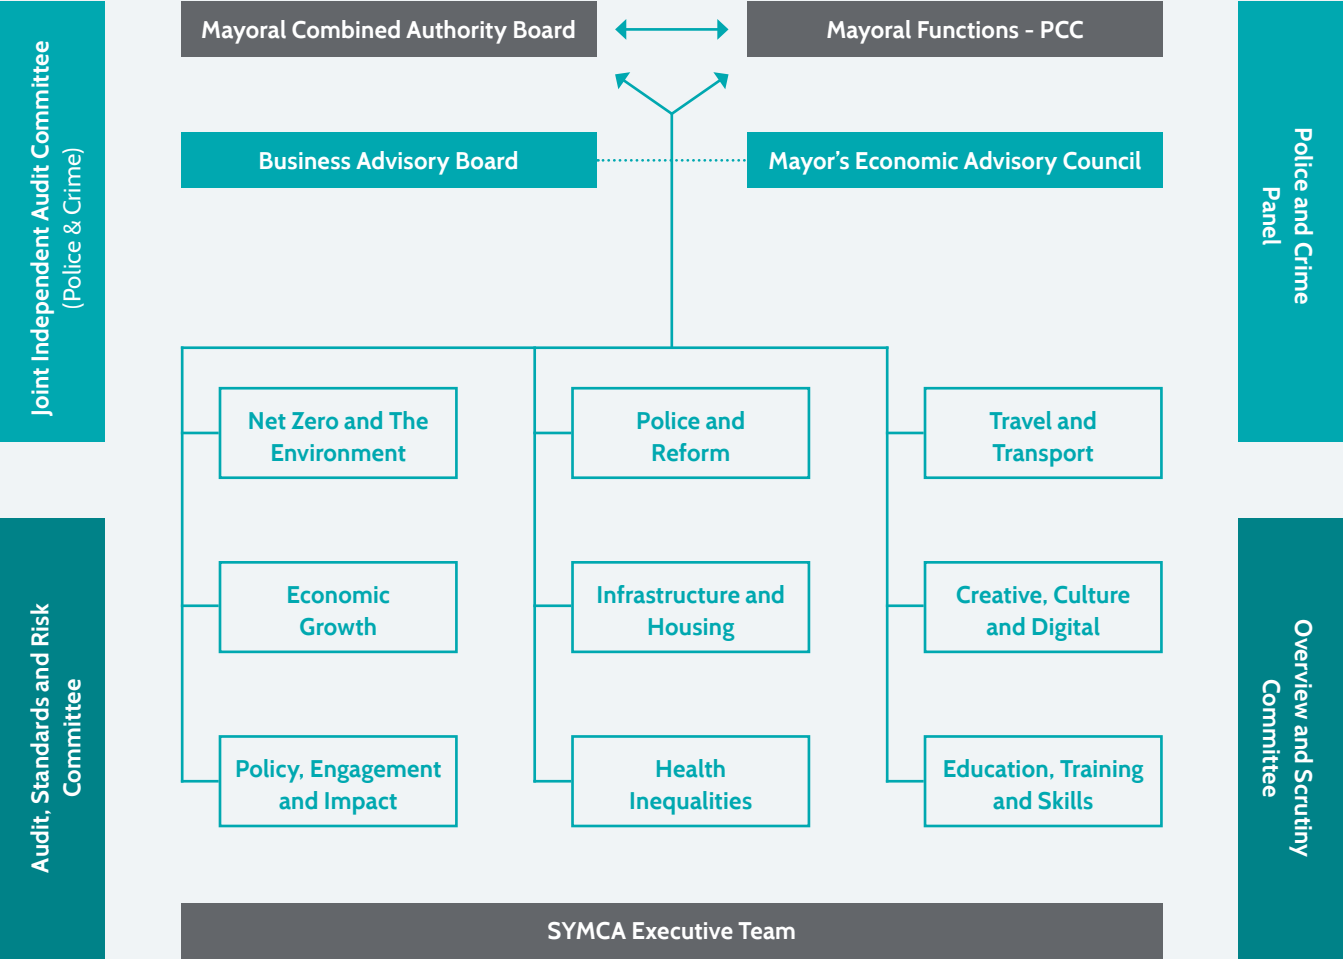 Mayoral Combined Authority Board
Mayoral Functions - PCC
Joint Independent Audit Committee
(Police & Crime)
Business Advisory Board
Mayor’s Economic Advisory Council
Police and Crime
Panel
Net Zero and The
Environment
Police and
Reform
Travel and
Transport
Economic
Growth
Infrastructure and
Housing
Creative, Culture
and Digital
Audit, Standards and Risk
Committee
Overview and Scrutiny
Committee
Policy, Engagement
and Impact
Health
Inequalities
Education, Training
and Skills
SYMCA Executive Team